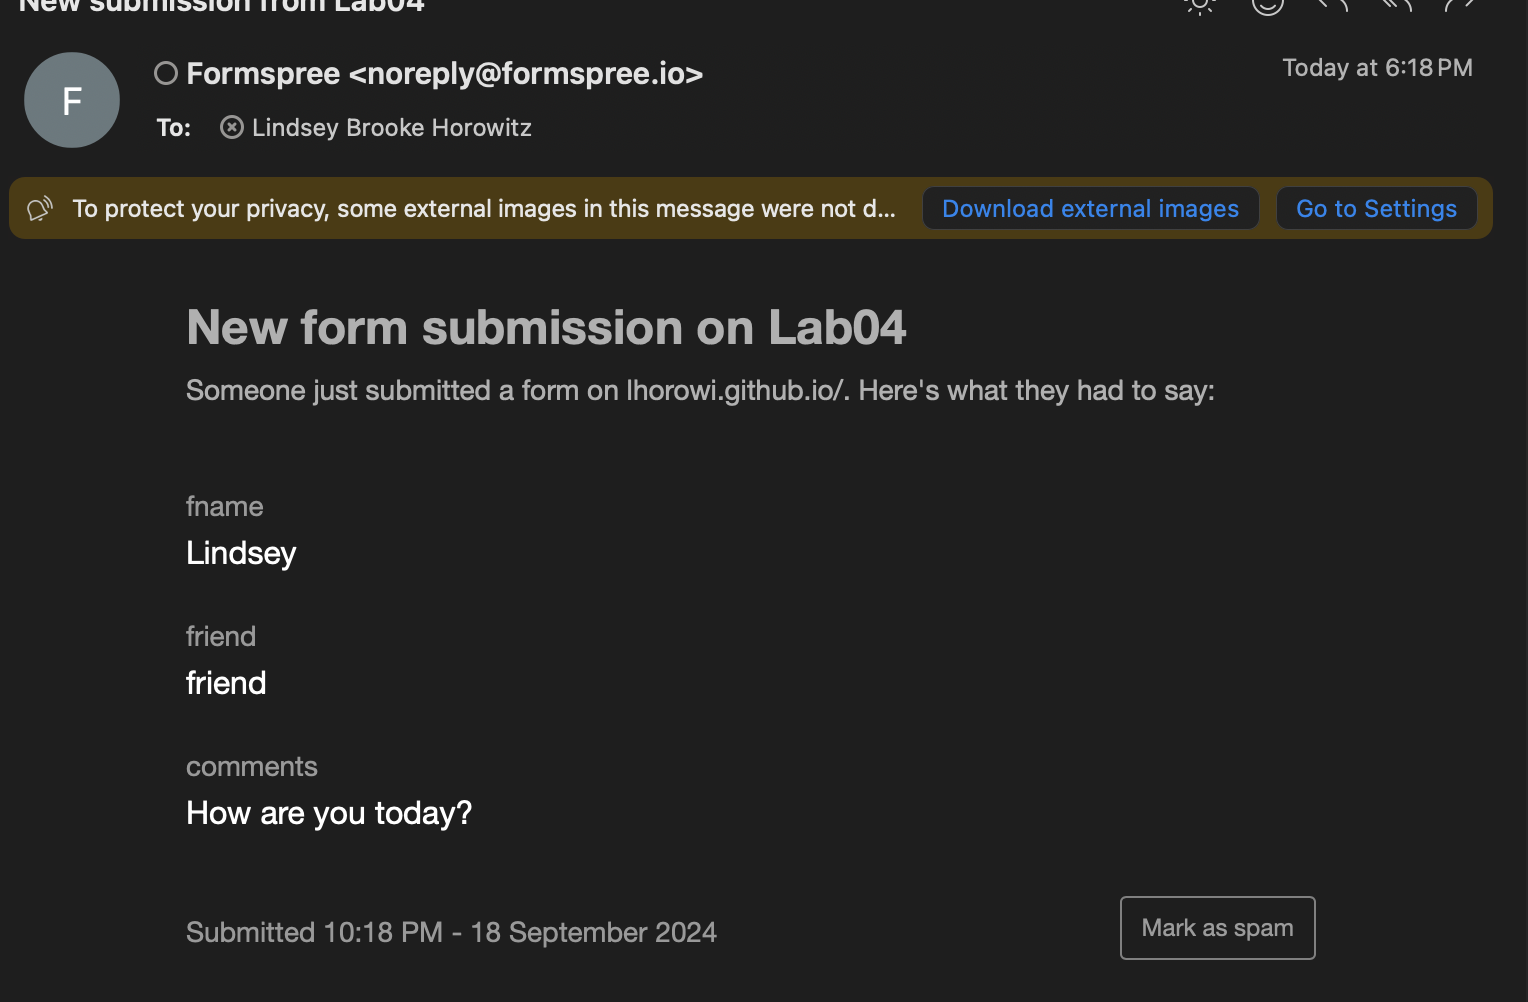 New submission from Lab04
F
Formspree <noreply@formspree.io>
Today at 6:18 PM
To: Lindsey Brooke Horowitz
To protect your privacy, some external images in this message were not d... Download external images Go to Settings
New form submission on Lab04
Someone just submitted a form on lhorowi.github.io/. Here's what they had to say:
fname
Lindsey
friend
friend
comments
How are you today?
Submitted 10:18 PM - 18 September 2024
Mark as spam